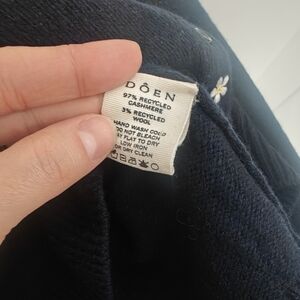 DÔEN
97% RECYCLED
CASHMERE
3% RECYCLED
WOOL
HAND WASH COLD
DO NOT BLEACH
LAY FLAT TO DRY
LOW IRON
OR DRY CLEAN